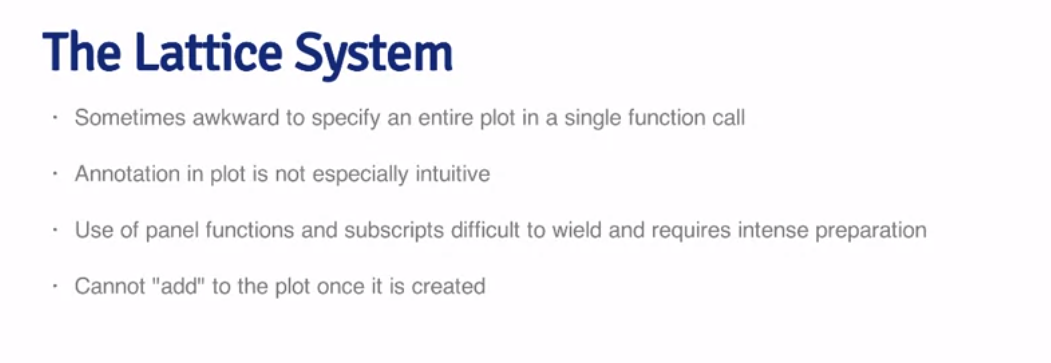 The Lattice System
· Sometimes awkward to specify an entire plot in a single function call
· Annotation in plot is not especially intuitive
· Use of panel functions and subscripts difficult to wield and requires intense preparation
· Cannot "add" to the plot once it is created